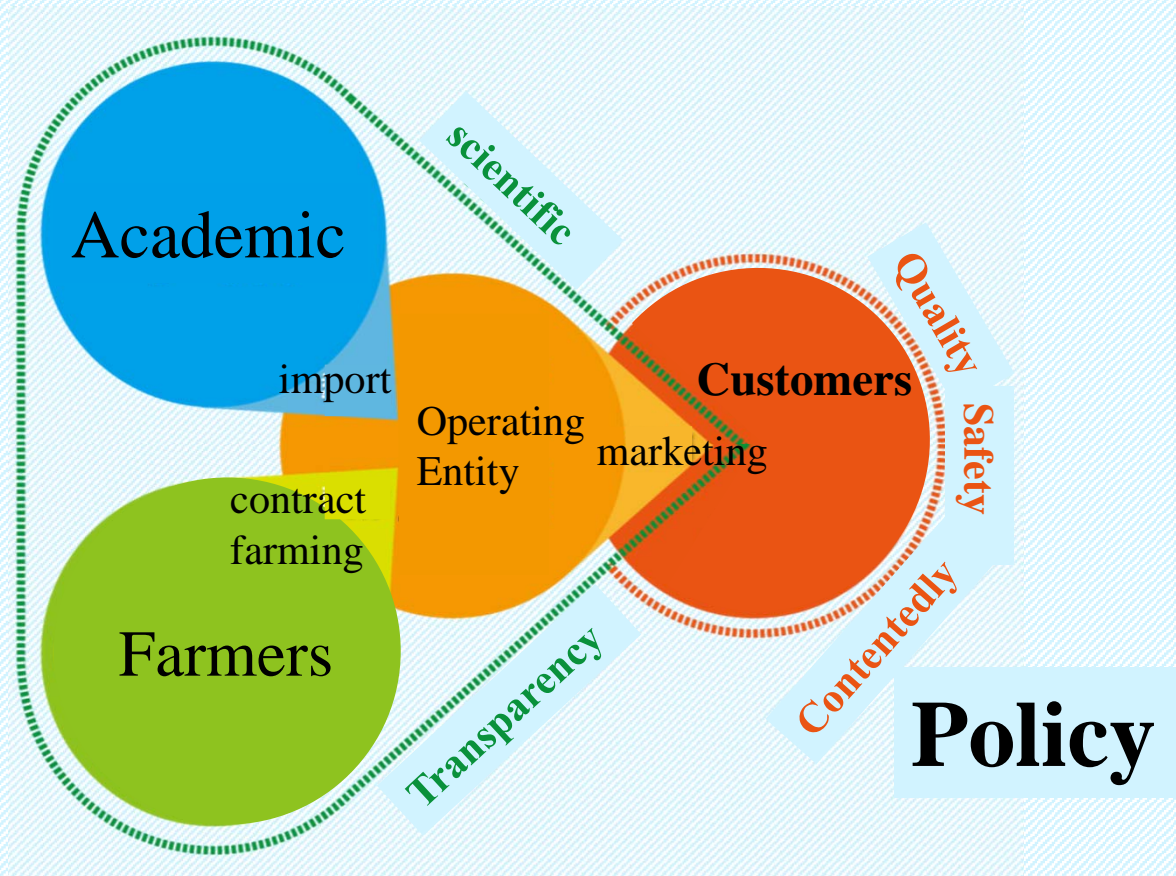 Academic
scientific
import
Operating
Entity
marketing
Customers
Quality
Safety
Contentedly
contract
farming
Farmers
Transparency
Policy